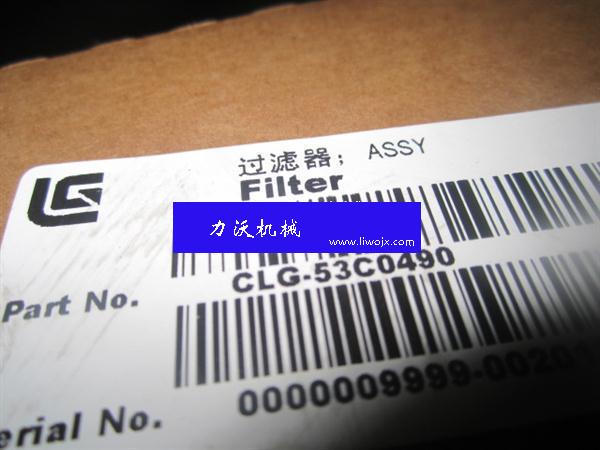 过滤器； ASSY
Filter
力沃机械
www.liwojx.com
Part No.
CLG-53C0490
erial No.
0000009999-00201